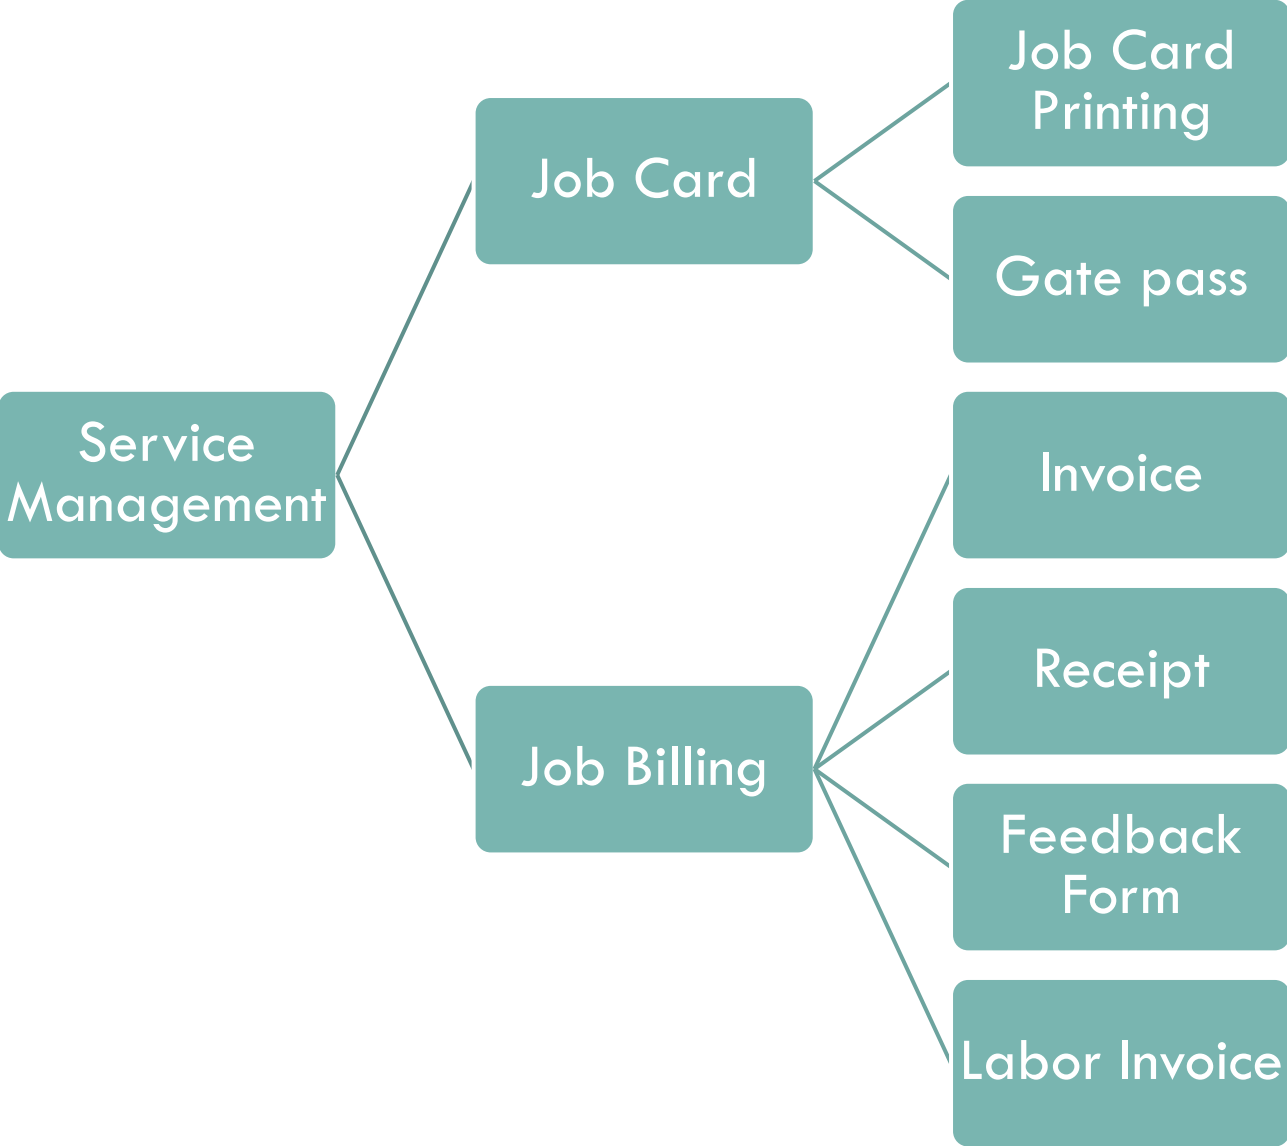 Service
Management
Job Card
Job Card
Printing
Gate pass
Job Billing
Invoice
Receipt
Feedback
Form
Labor Invoice